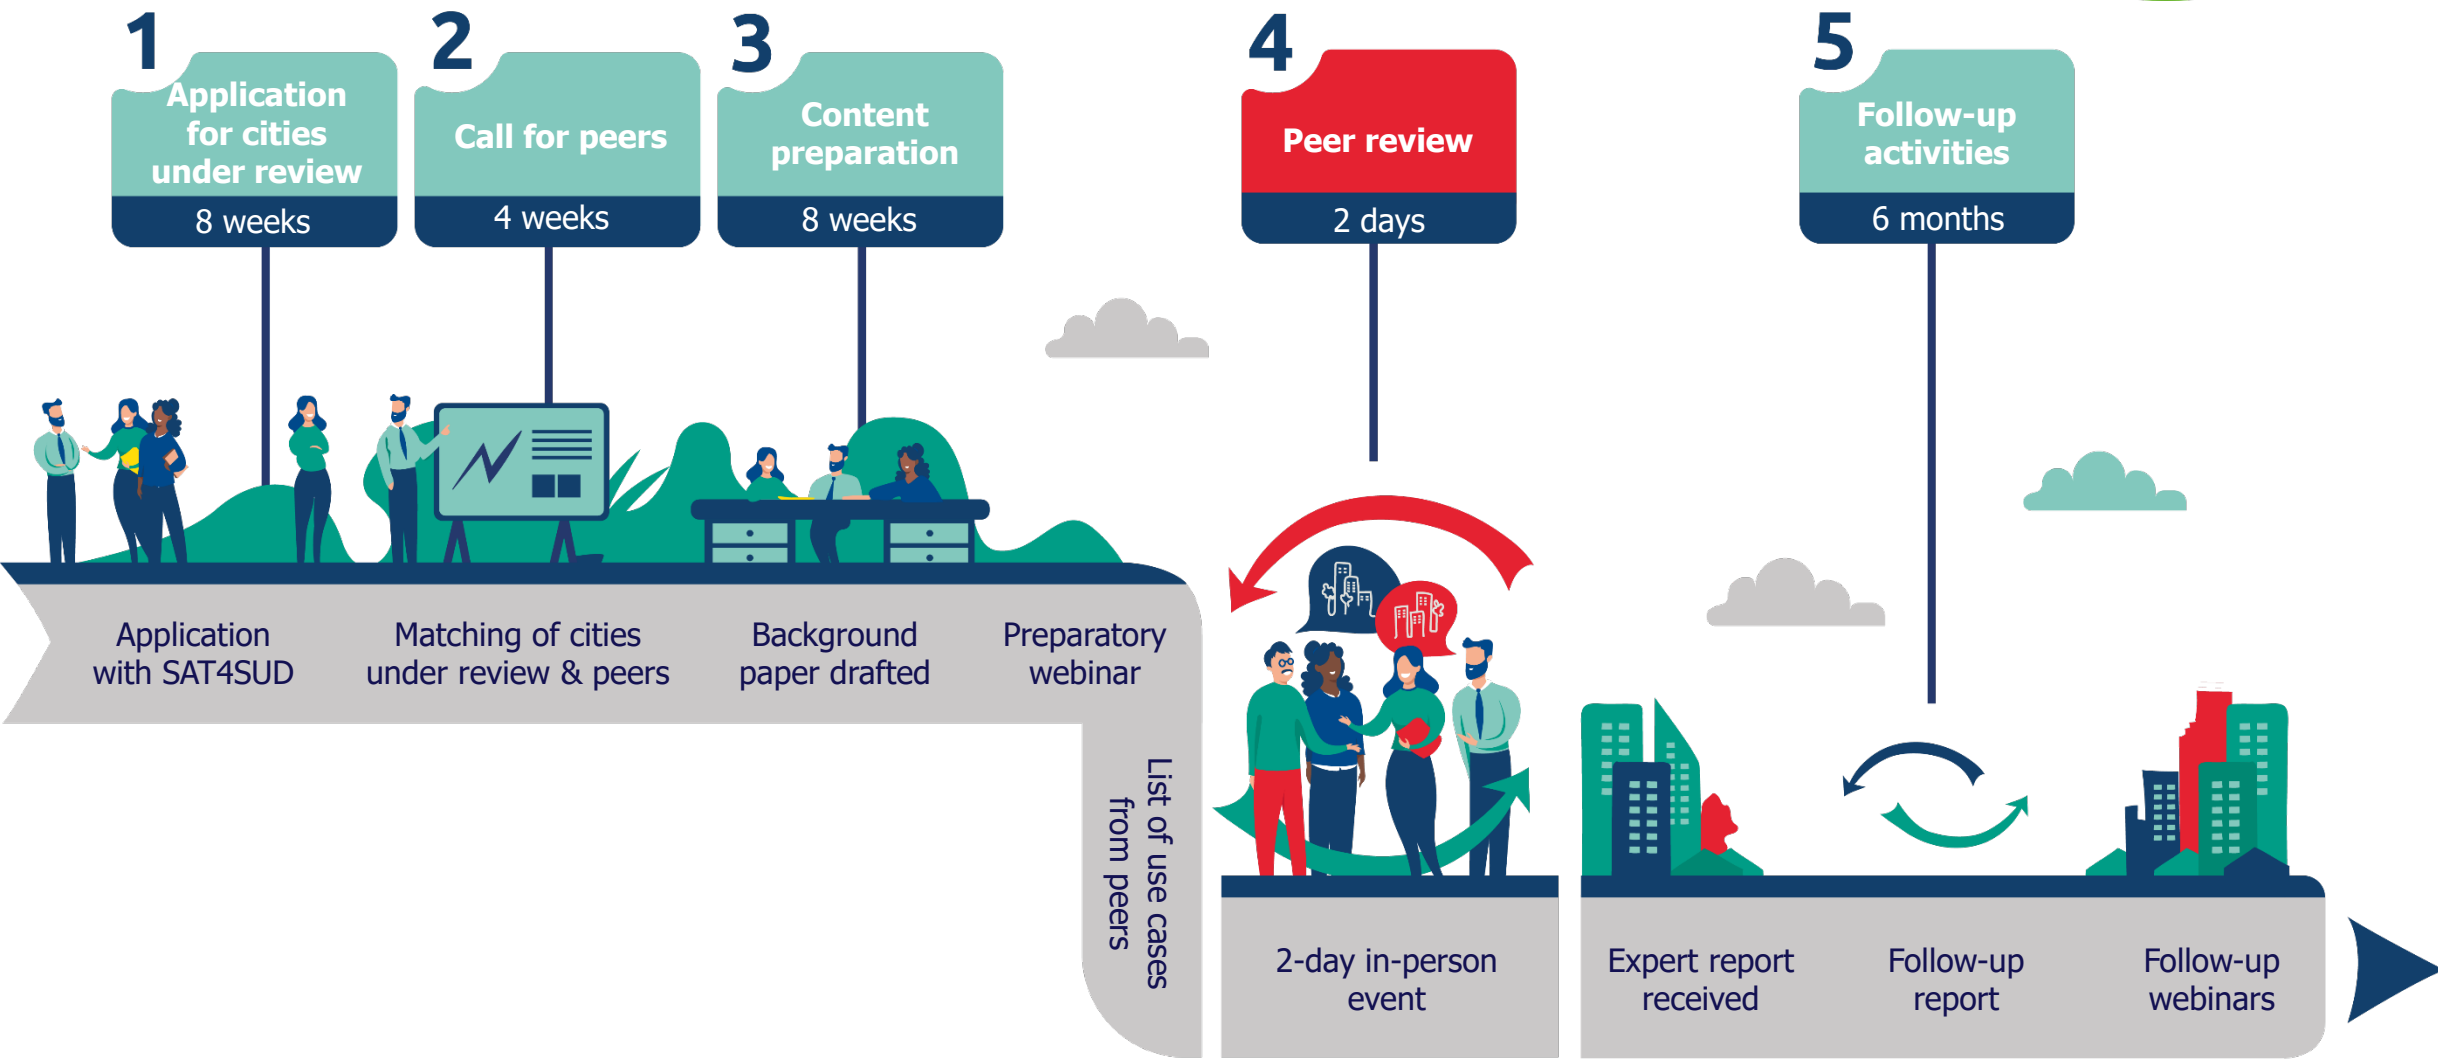 1
Application
for cities
under review
8 weeks
2
Call for peers
4 weeks
3
Content
preparation
8 weeks
4
Peer review
2 days
5
Follow-up
activities
6 months
Application
with SAT4SUD
Matching of cities
under review & peers
Background
paper drafted
Preparatory
webinar
List of use cases
from peers
2-day in-person
event
Expert report
received
Follow-up
report
Follow-up
webinars